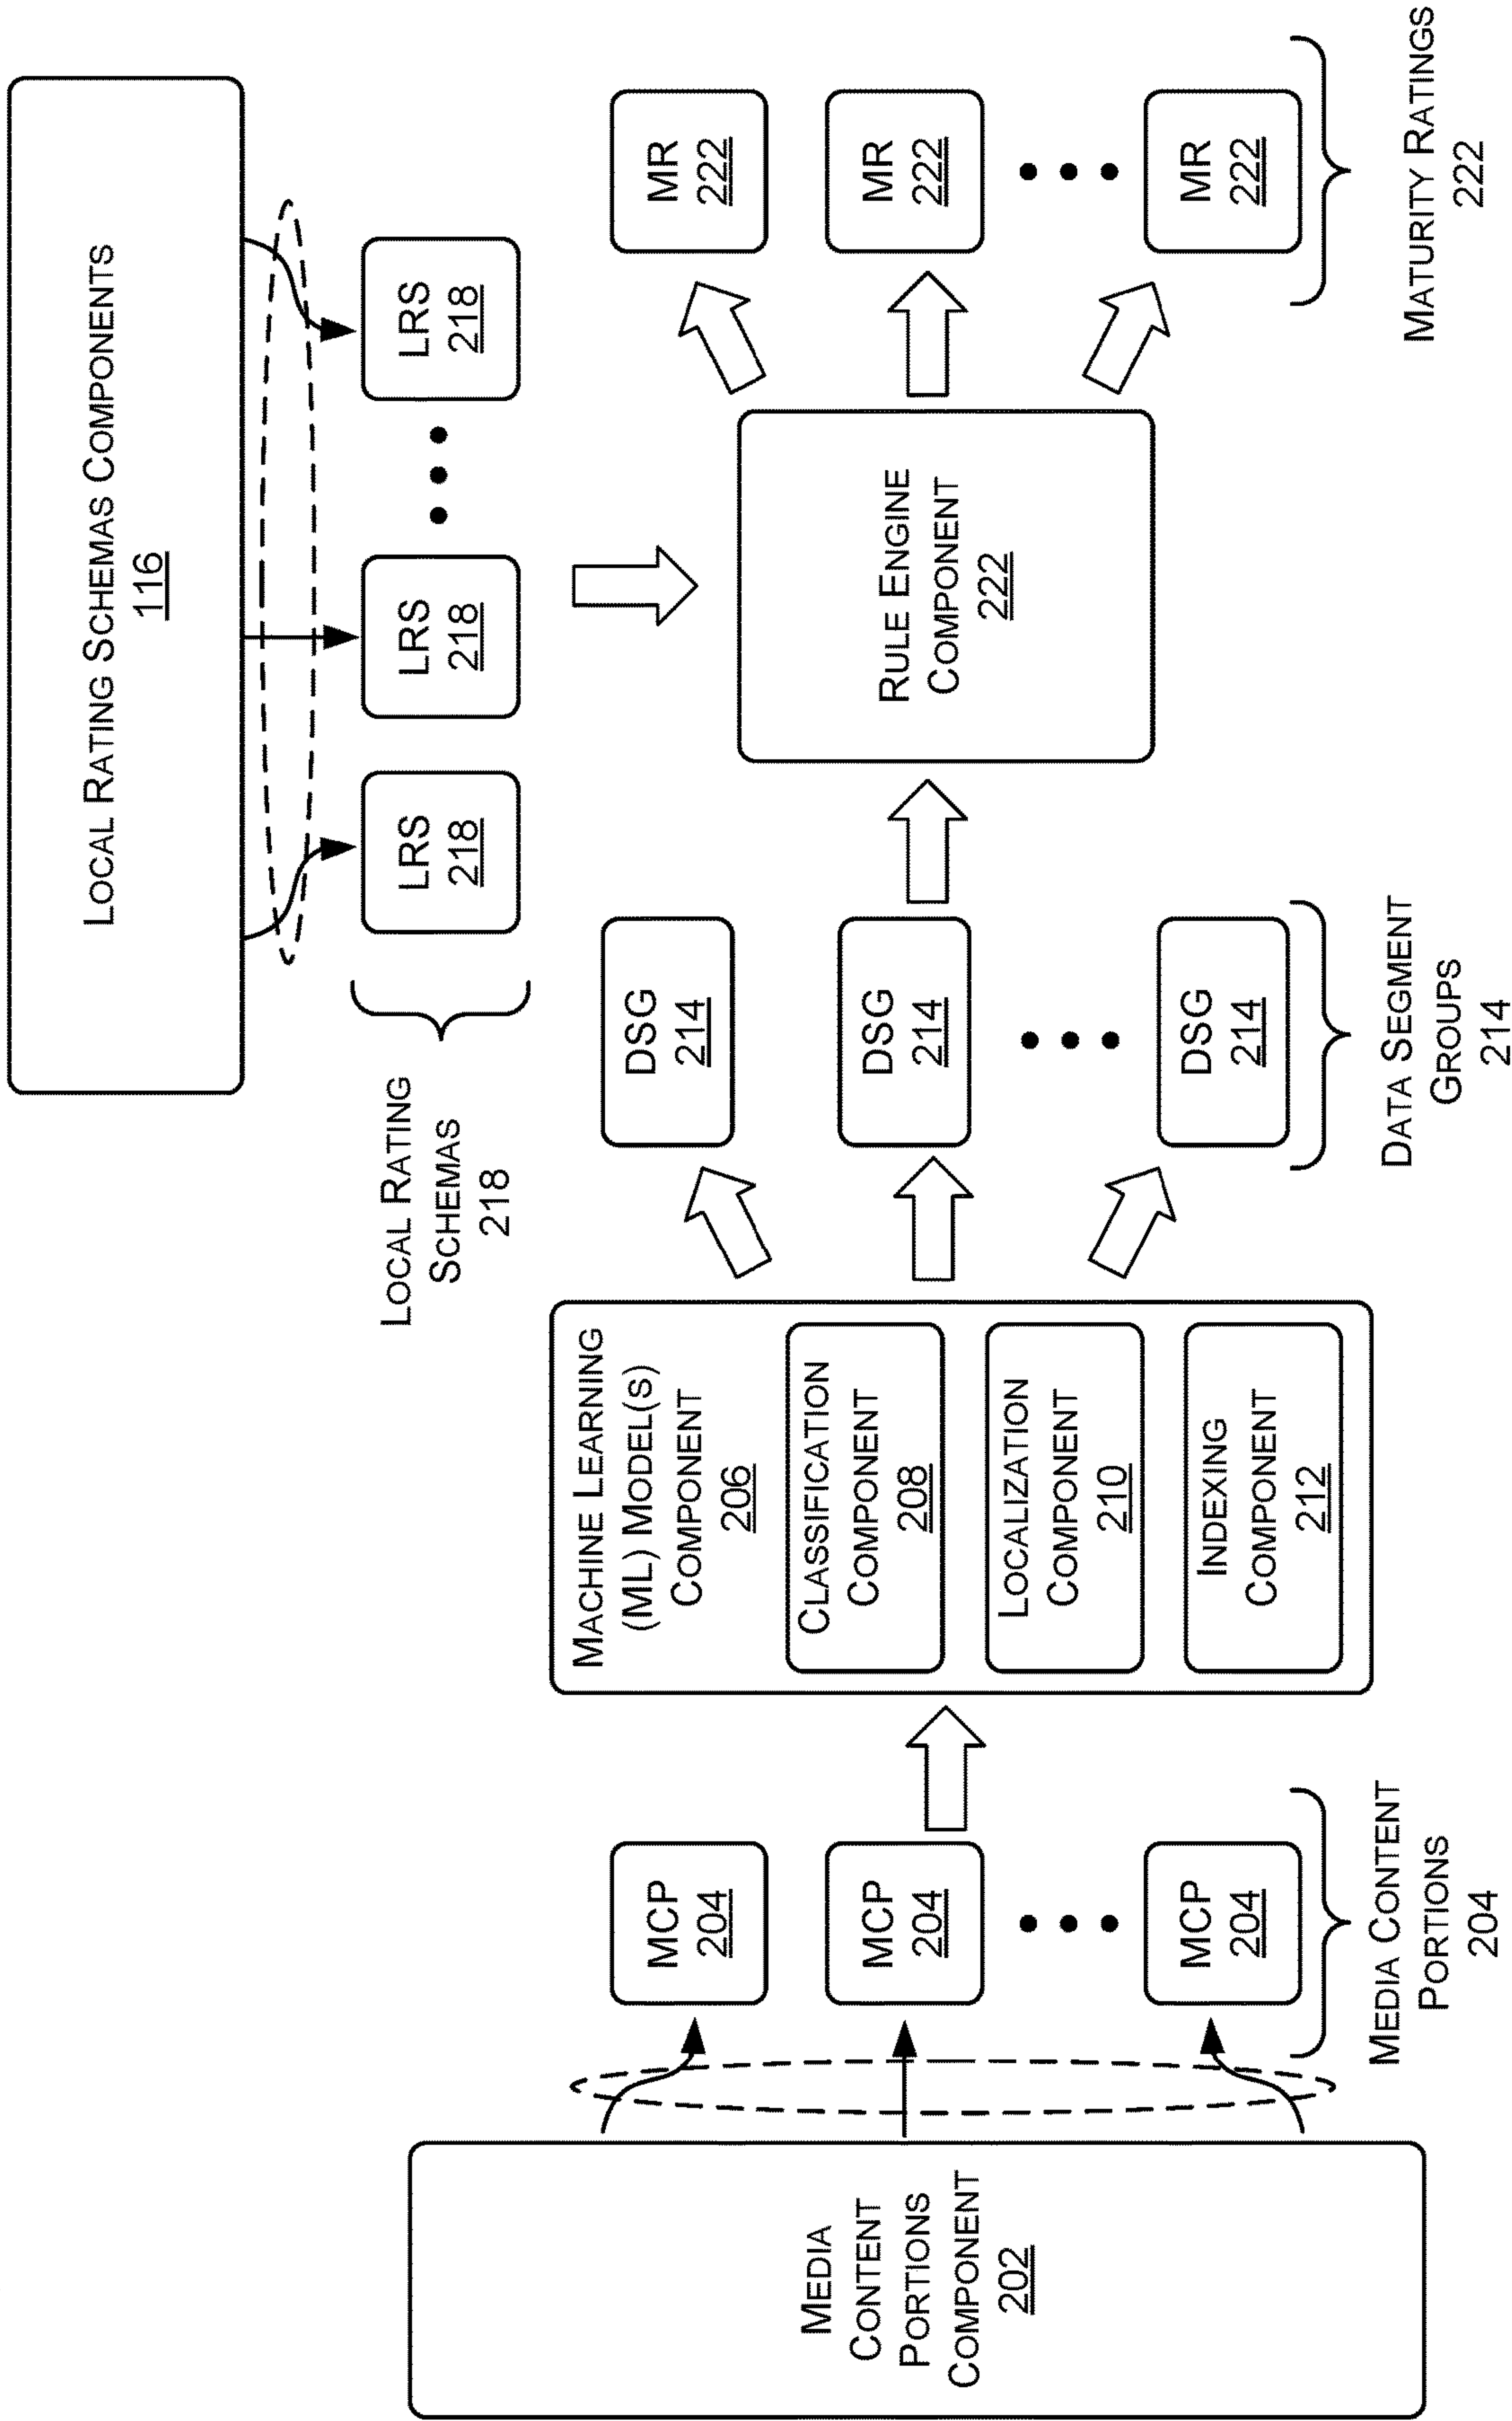 LOCAL RATING SCHEMAS COMPONENTS
116
LOCAL RATING
SCHEMAS
218
LRS
218
LRS
218
LRS
218
MEDIA
CONTENT
PORTIONS
COMPONENT
202
MCP
204
MCP
204
MCP
204
MEDIA CONTENT
PORTIONS
204
MACHINE LEARNING
(ML) MODEL(S)
COMPONENT
206
CLASSIFICATION
COMPONENT
208
LOCALIZATION
COMPONENT
210
INDEXING
COMPONENT
212
DSG
214
DSG
214
DSG
214
DATA SEGMENT
GROUPS
214
RULE ENGINE
COMPONENT
222
MR
222
MR
222
MR
222
MATURITY RATINGS
222